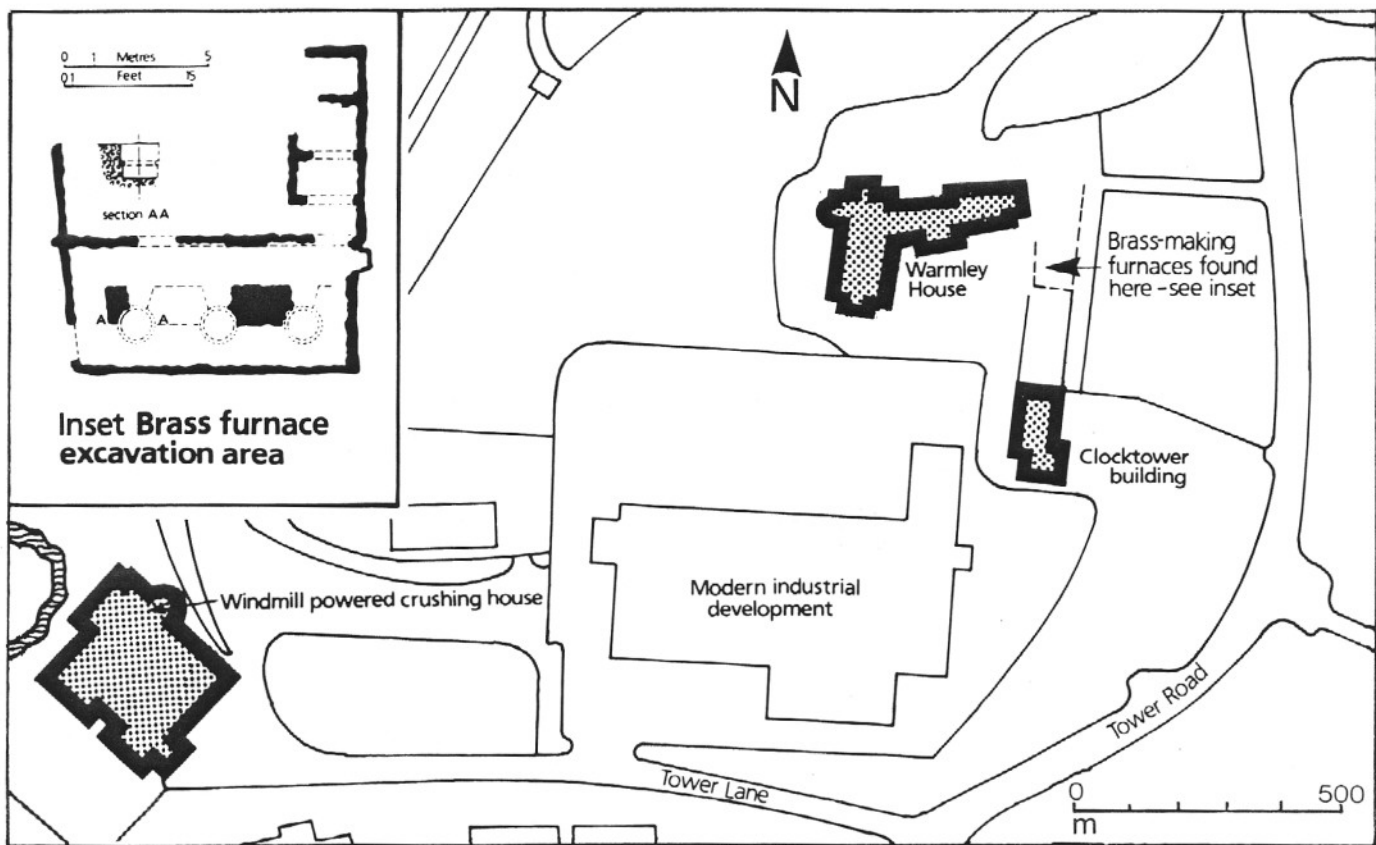 0 1 Metres 5
0 1 Feet 15
section AA
A A
Inset Brass furnace
excavation area
N
Warmley
House
Brass-making
furnaces found
here - see inset
Clocktower
building
Windmill powered crushing house
Modern industrial
development
Tower Road
Tower Lane
0 500
m